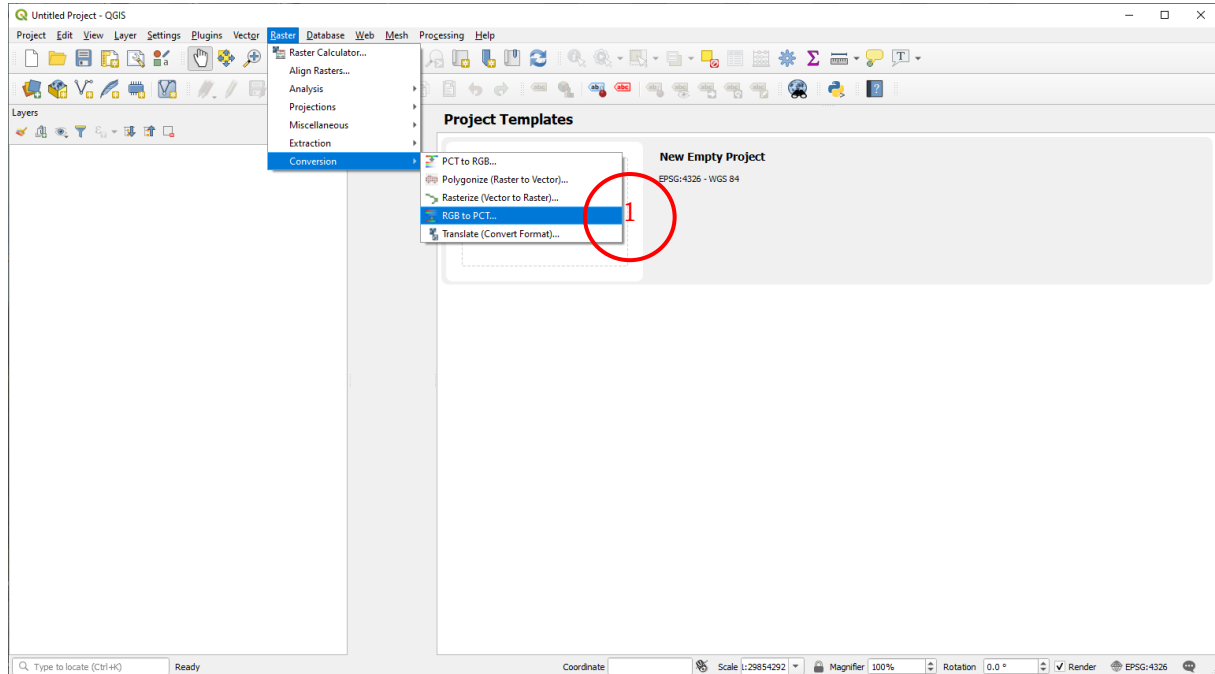 Untitled Project - QGIS
Project Edit View Layer Settings Plugins Vector Raster Database Web Mesh Processing Help
Raster Calculator...
Align Rasters...
Analysis
Projections
Miscellaneous
Extraction
Conversion
PCT to RGB...
Polygonize (Raster to Vector)...
Rasterize (Vector to Raster)...
RGB to PCT...
Translate (Convert Format)...
1
Layers
Project Templates
New Empty Project
EPSG:4326 - WGS 84
Type to locate (Ctrl+K) Ready Coordinate Scale 1:29854292 Magnifier 100% Rotation 0.0 ° Render EPSG:4326